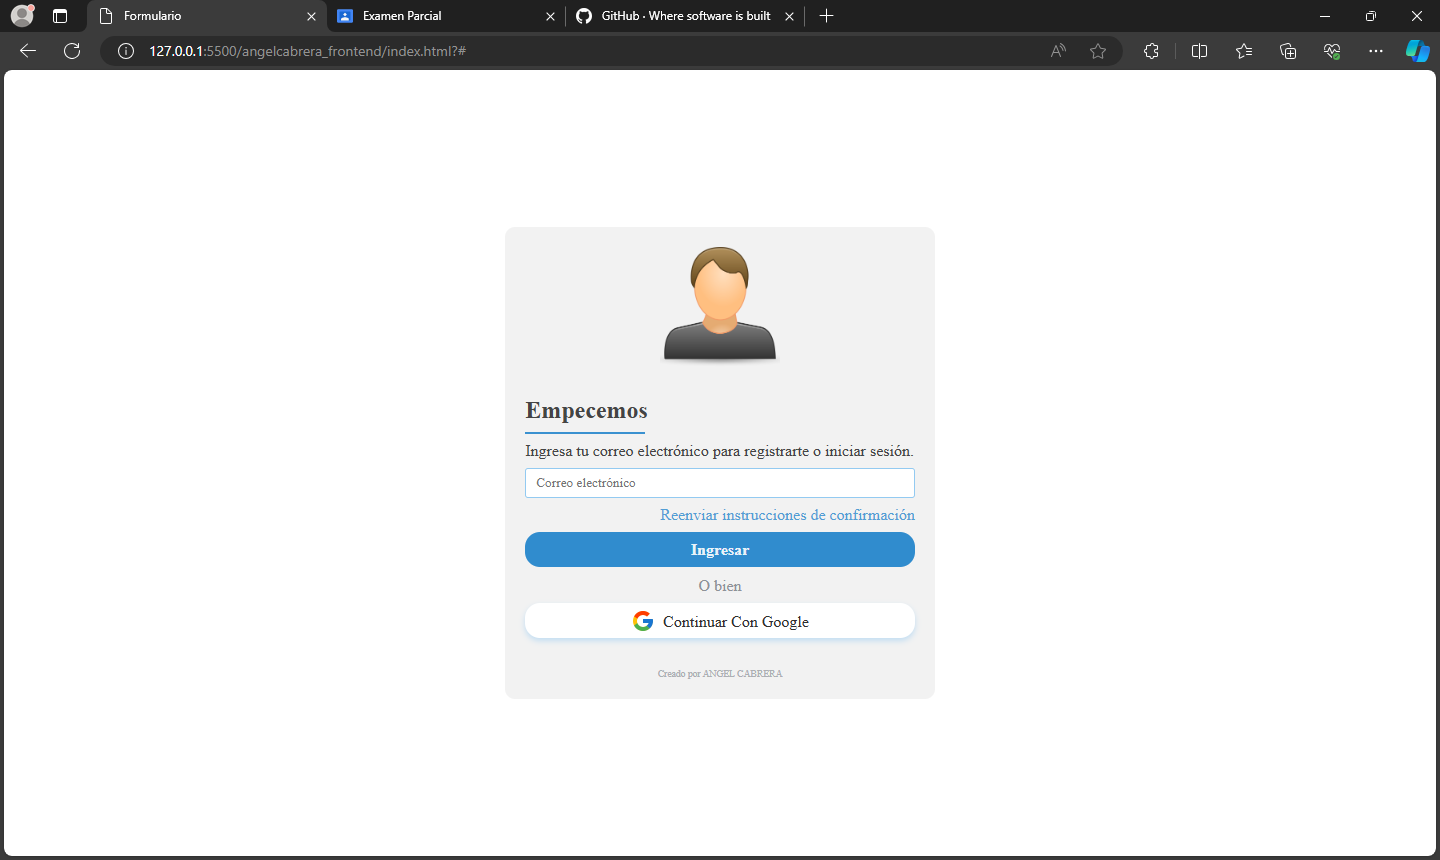 Formulario
Examen Parcial
GitHub · Where software is built
127.0.0.1:5500/angelcabrera_frontend/index.html?#
Empecemos
Ingresa tu correo electrónico para registrarte o iniciar sesión.
Correo electrónico
Reenviar instrucciones de confirmación
Ingresar
O bien
Continuar Con Google
Creado por ANGEL CABRERA